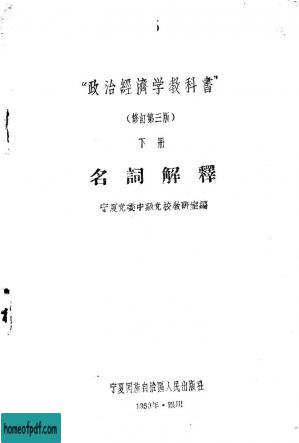 “政治經濟学教科書”
（修訂第三版）
下册
名詞解釋
宁夏党委中級党校教研室編
宁夏回族自治區人民出版社
1959年·銀川
homeofpdf.com
homeofpdf.com